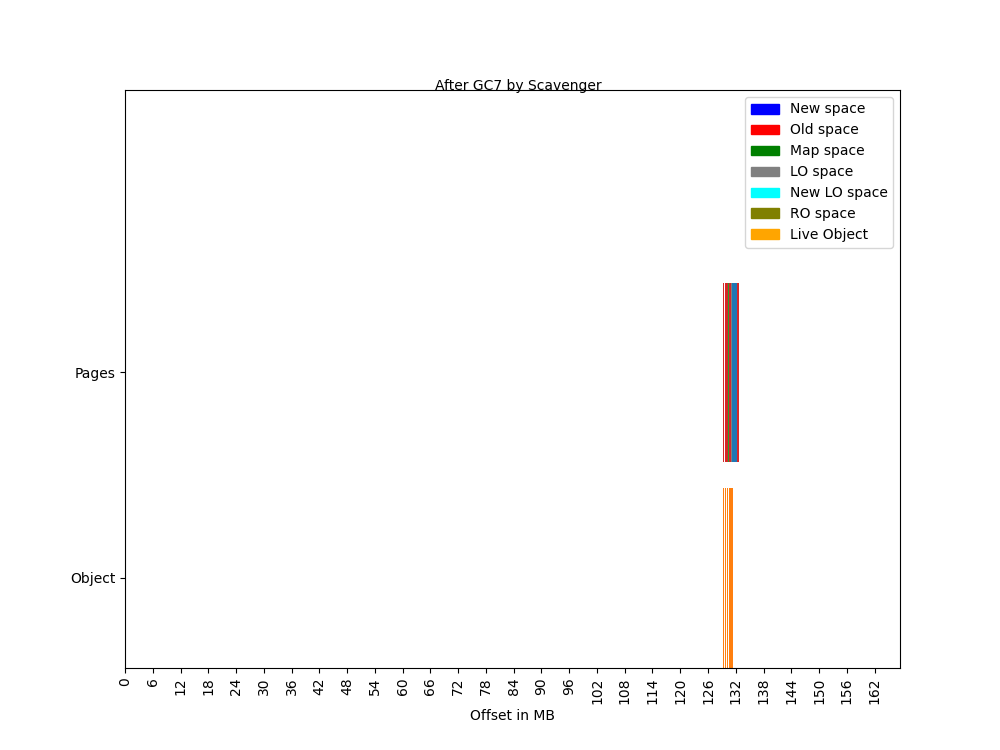 After GC7 by Scavenger
New space
Old space
Map space
LO space
New LO space
RO space
Live Object
Pages
Object
0 6 12 18 24 30 36 42 48 54 60 66 72 78 84 90 96 102 108 114 120 126 132 138 144 150 156 162
Offset in MB